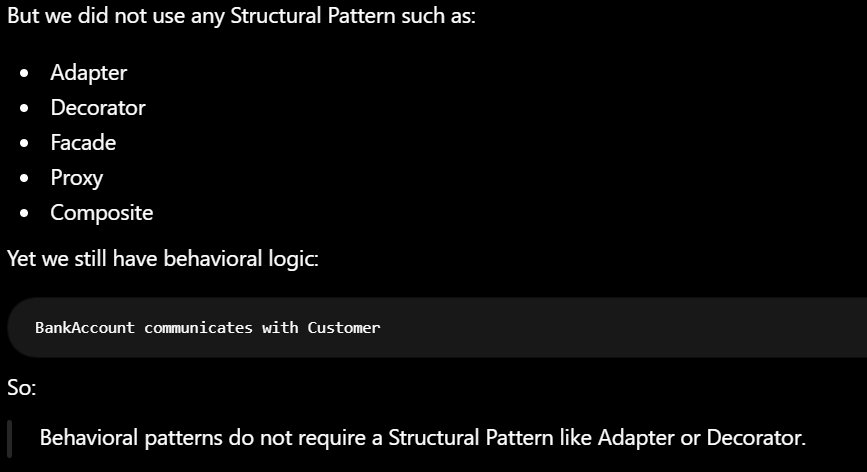 But we did not use any Structural Pattern such as:
• Adapter
• Decorator
• Facade
• Proxy
• Composite
Yet we still have behavioral logic:
BankAccount communicates with Customer
So:
Behavioral patterns do not require a Structural Pattern like Adapter or Decorator.